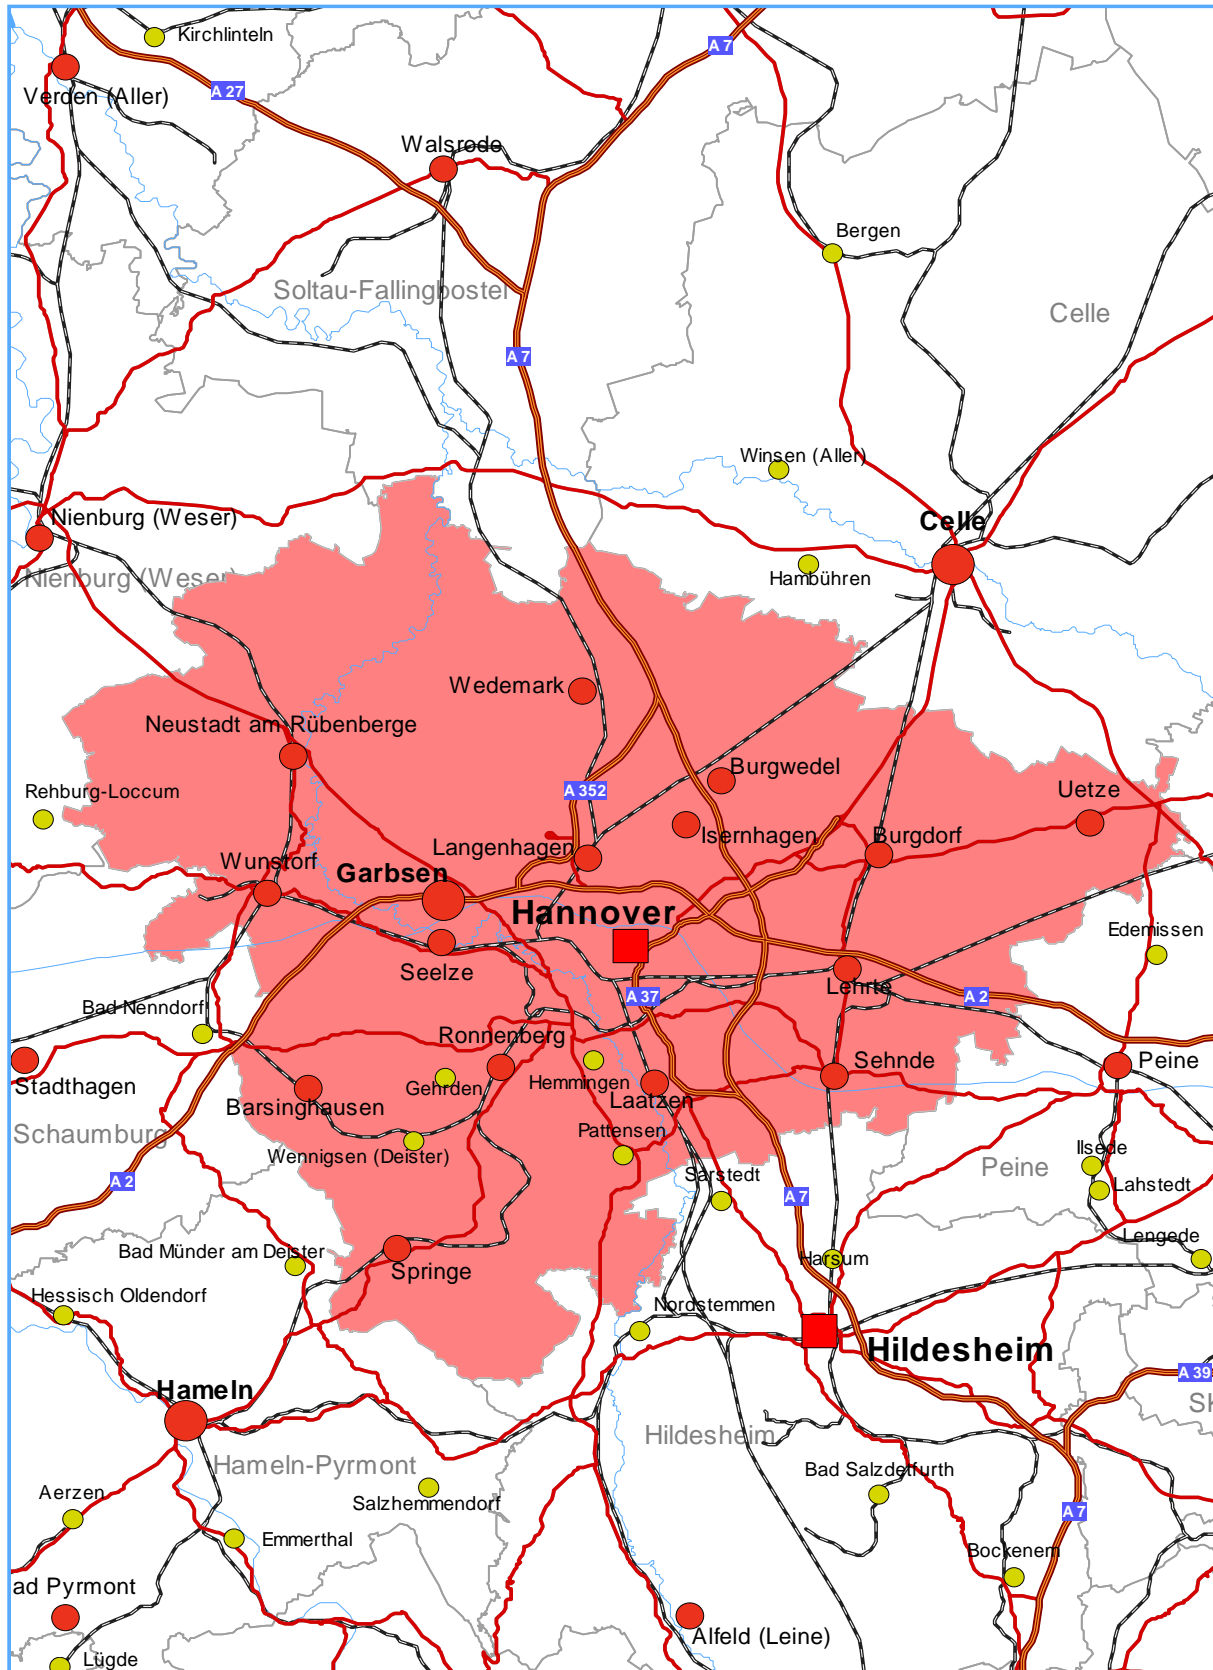 Kirchlinteln
A 7
Verden (Aller)
A 27
Walsrode
Bergen
Soltau-Fallingbostel
Celle
A 7
Winsen (Aller)
Nienburg (Weser)
Celle
Nienburg (Weser)
Hambühren
Wedemark
Neustadt am Rübenberge
Burgwedel
Rehburg-Loccum
A 352
Uetze
Isernhagen
Burgdorf
Langenhagen
Wunstorf
Garbsen
Hannover
Edemissen
Seelze
Lehrte
A 37
A 2
Bad Nenndorf
Ronnenberg
Sehnde
Peine
Stadthagen
Gehrden
Hemmingen
Laatzen
Barsinghausen
Schaumburg
Pattensen
Wennigsen (Deister)
Ilsede
Peine
A 2
Sarstedt
A 7
Lahstedt
Bad Münder am Deister
Harsum
Lengede
Springe
Hessisch Oldendorf
Nordstemmen
Hildesheim
A 39
Hameln
Sk
Hildesheim
Hameln-Pyrmont
Bad Salzdetfurth
Aerzen
Salzhemmendorf
A 7
Emmerthal
Bockenem
ad Pyrmont
Alfeld (Leine)
Lügde